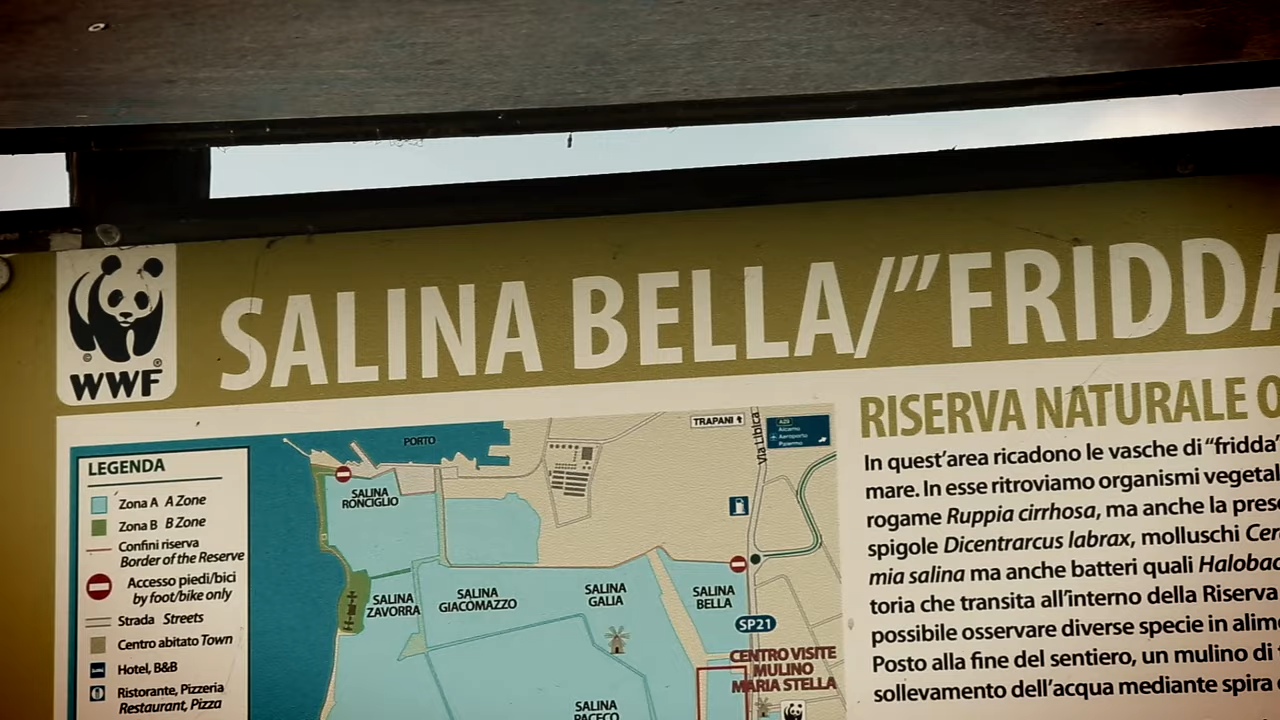 WWF
SALINA BELLA/"FRIDDA
LEGENDA
Zona A A Zone
Zona B B Zone
Confini riserva
Border of the Reserve
Accesso piedi/bici
by foot/bike only
Strada Streets
Centro abitato Town
Hotel, B&B
Ristorante, Pizzeria
Restaurant, Pizza
PORTO
TRAPANI
Via Libica
A29
Alcamo
Aeroporto
Palermo
SALINA
RONCIGLIO
SALINA
ZAVORRA
SALINA
GIACOMAZZO
SALINA
GALIA
SALINA
BELLA
SP21
CENTRO VISITE
MULINO
MARIA STELLA
SALINA
PACECO
RISERVA NATURALE O
In quest'area ricadono le vasche di "fridda"
mare. In esse ritroviamo organismi vegetal
rogame Ruppia cirrhosa, ma anche la prese
spigole Dicentrarcus labrax, molluschi Cer
mia salina ma anche batteri quali Halobac
toria che transita all'interno della Riserva
possibile osservare diverse specie in alim
Posto alla fine del sentiero, un mulino di
sollevamento dell'acqua mediante spira